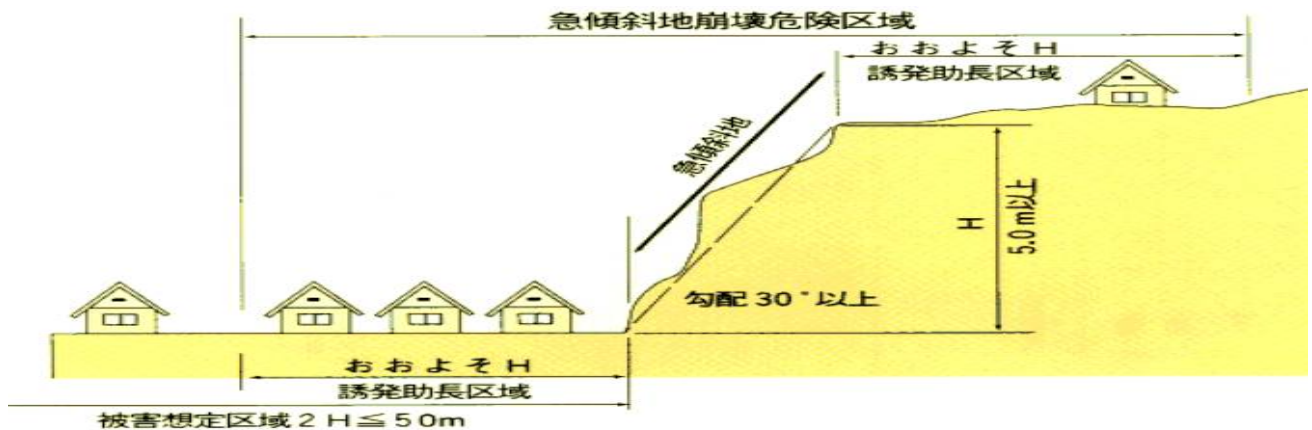 急傾斜地崩壊危険区域
おおよそH
誘発助長区域
急傾斜地
H
5.0m以上
勾配30°以上
おおよそH
誘発助長区域
被害想定区域2H≦50m